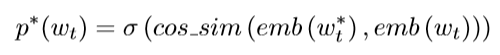 p*(w_t) = σ (cos_sim (emb (w_t*) , emb (w_t)))